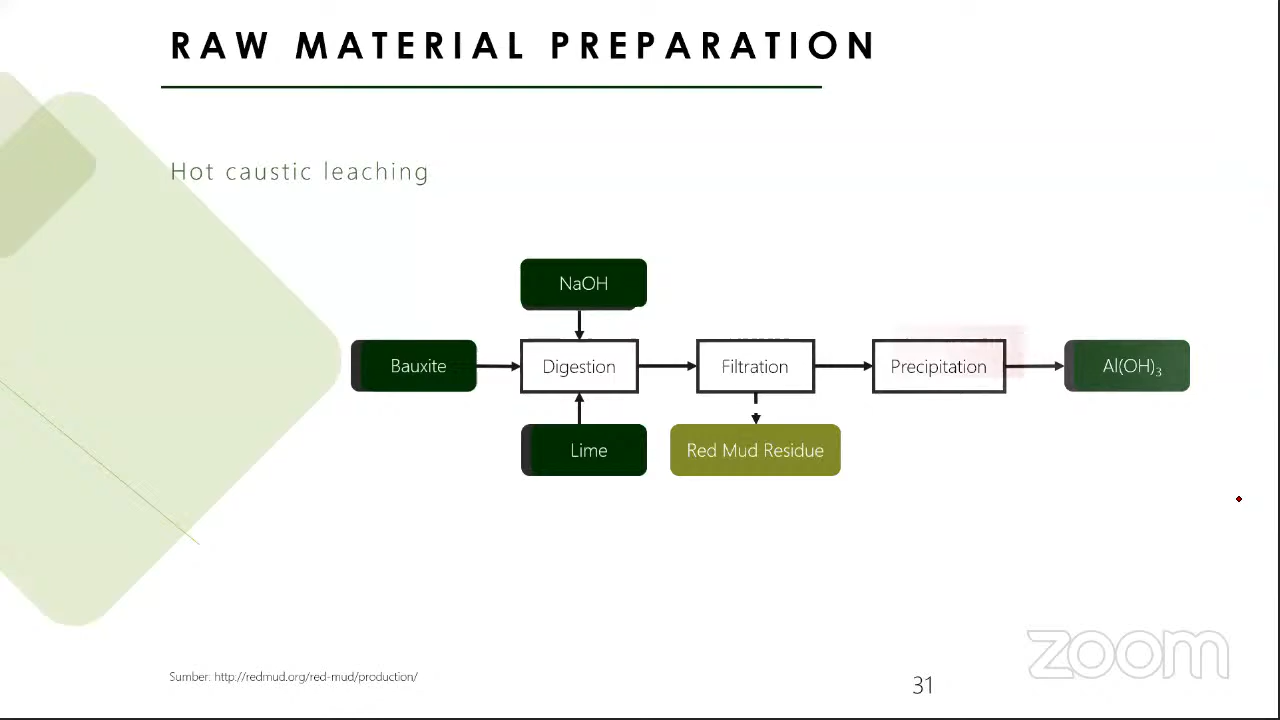 RAW MATERIAL PREPARATION
Hot caustic leaching
NaOH
Bauxite
Digestion
Filtration
Precipitation
Al(OH)₃
Lime
Red Mud Residue
Sumber: http://redmud.org/red-mud/production/
31
zoom